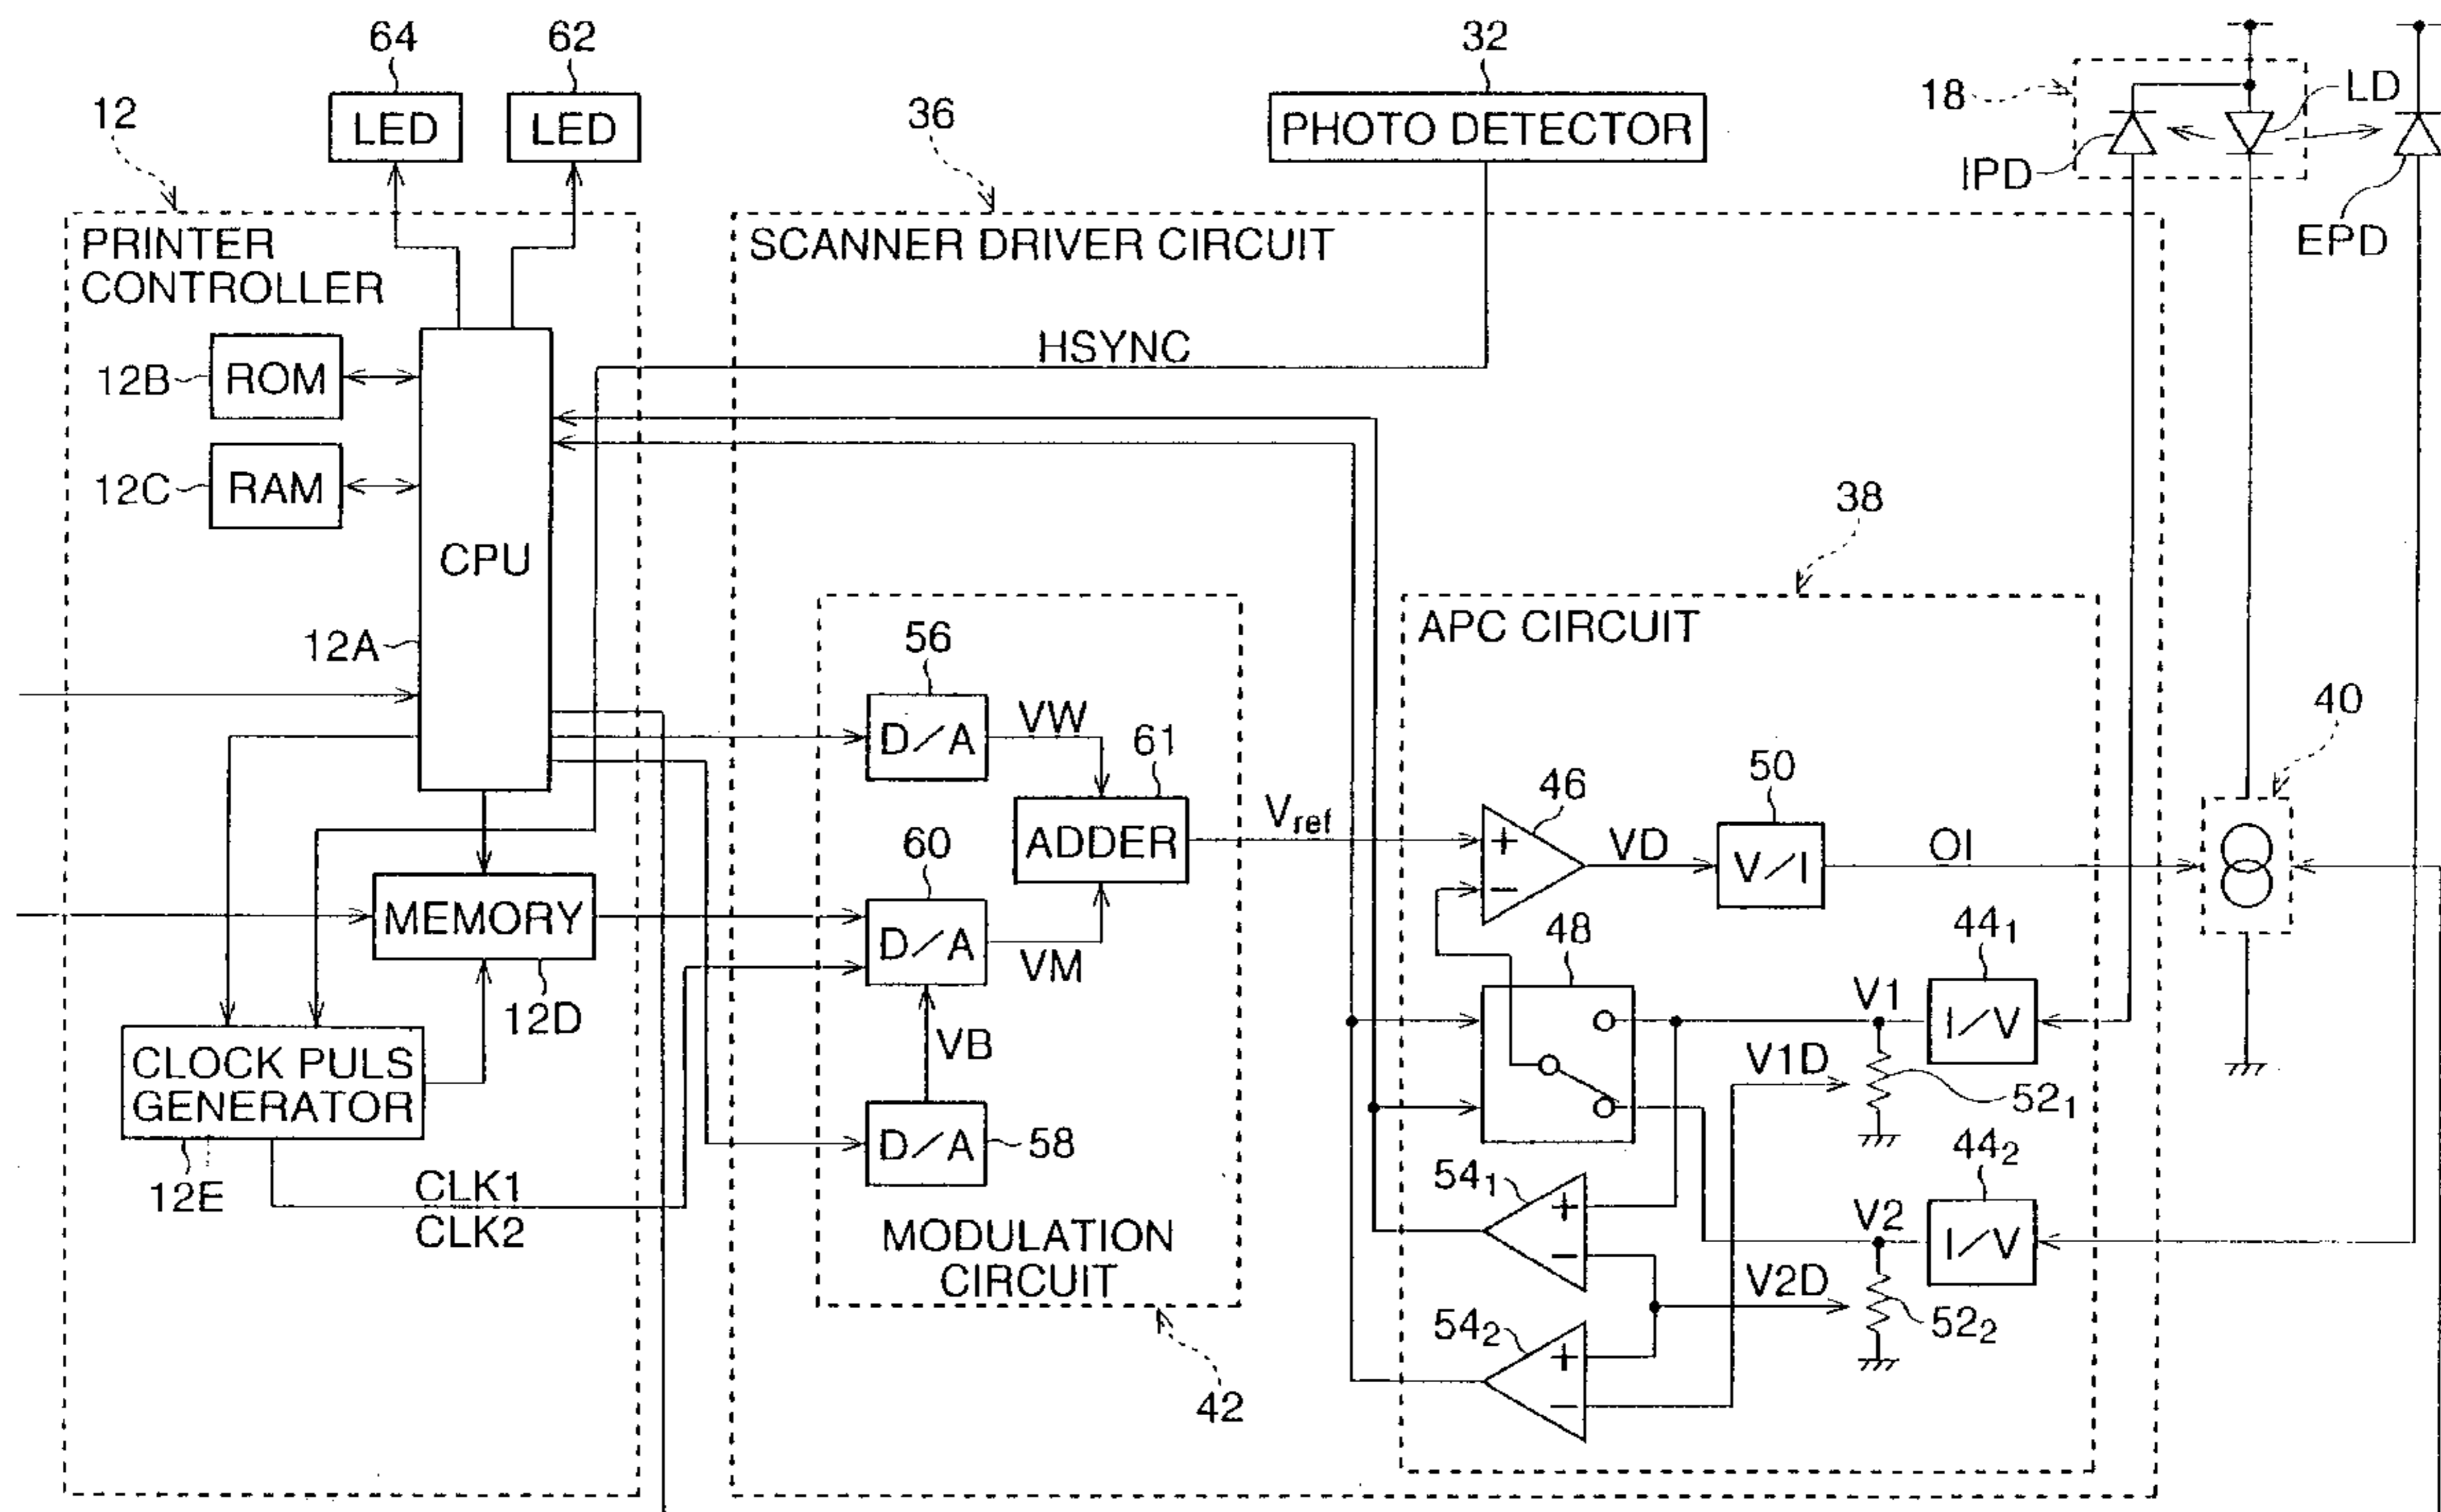 64
62
32
12
36
18
LD
LED
LED
PHOTO DETECTOR
IPD
EPD
PRINTER
CONTROLLER
SCANNER DRIVER CIRCUIT
HSYNC
12B
ROM
12C
RAM
CPU
38
12A
APC CIRCUIT
56
D/A
VW
61
40
ADDER
Vref
46
+
−
VD
50
V/I
OI
60
D/A
VM
MEMORY
12D
48
V1
44₁
I/V
VB
V1D
52₁
CLOCK PULS
GENERATOR
12E
D/A
58
CLK1
CLK2
54₁
+
−
V2
44₂
I/V
MODULATION
CIRCUIT
V2D
52₂
54₂
+
−
42